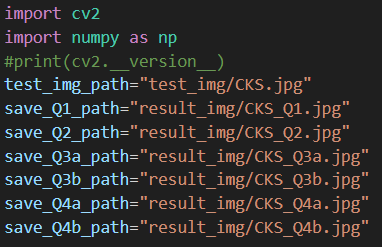 import cv2
import numpy as np
#print(cv2.__version__)
test_img_path="test_img/CKS.jpg"
save_Q1_path="result_img/CKS_Q1.jpg"
save_Q2_path="result_img/CKS_Q2.jpg"
save_Q3a_path="result_img/CKS_Q3a.jpg"
save_Q3b_path="result_img/CKS_Q3b.jpg"
save_Q4a_path="result_img/CKS_Q4a.jpg"
save_Q4b_path="result_img/CKS_Q4b.jpg"